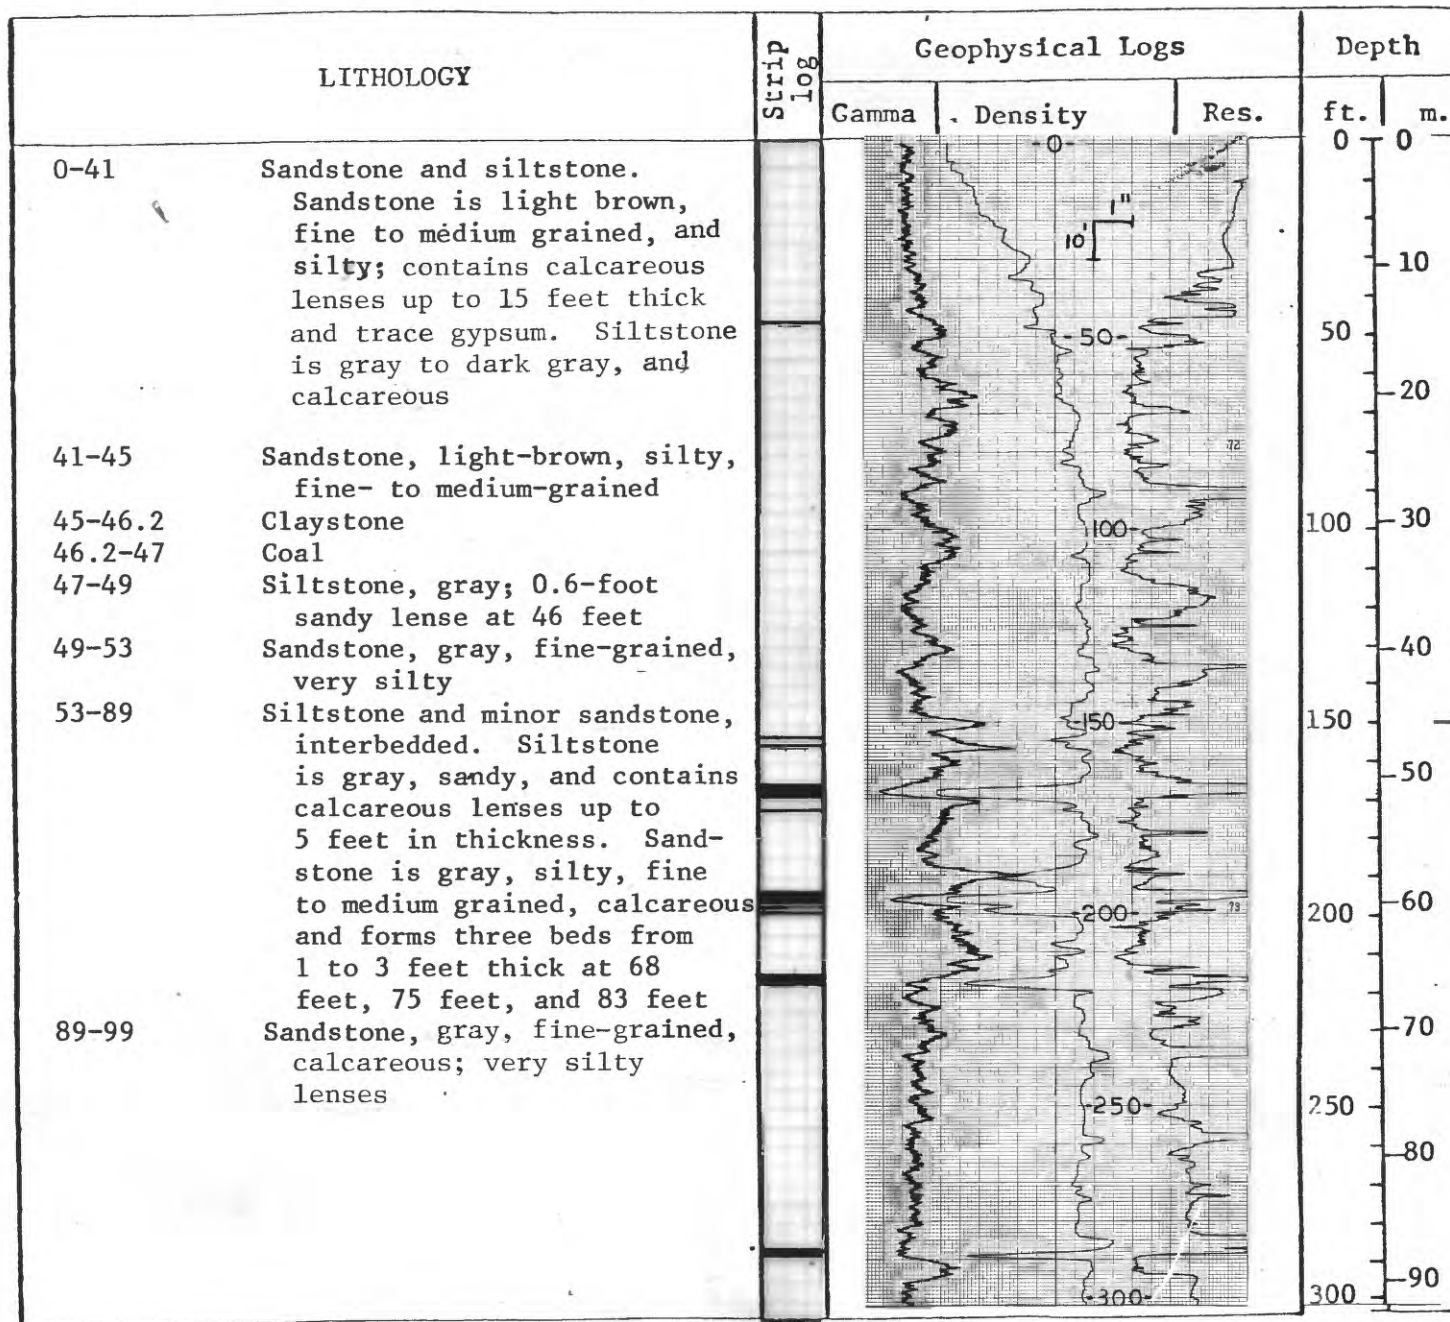 LITHOLOGY
Strip log
Geophysical Logs
Depth
Gamma
Density
Res.
ft.
m.
0-41 Sandstone and siltstone.
Sandstone is light brown,
fine to medium grained, and
silty; contains calcareous
lenses up to 15 feet thick
and trace gypsum. Siltstone
is gray to dark gray, and
calcareous
41-45 Sandstone, light-brown, silty,
fine- to medium-grained
45-46.2 Claystone
46.2-47 Coal
47-49 Siltstone, gray; 0.6-foot
sandy lense at 46 feet
49-53 Sandstone, gray, fine-grained,
very silty
53-89 Siltstone and minor sandstone,
interbedded. Siltstone
is gray, sandy, and contains
calcareous lenses up to
5 feet in thickness. Sand-
stone is gray, silty, fine
to medium grained, calcareous
and forms three beds from
1 to 3 feet thick at 68
feet, 75 feet, and 83 feet
89-99 Sandstone, gray, fine-grained,
calcareous; very silty
lenses
-0-
1"
10'
-50-
72
-100-
-150-
-200-
73
-250-
-300-
0
50
100
150
200
250
300
0
10
20
30
40
50
60
70
80
90